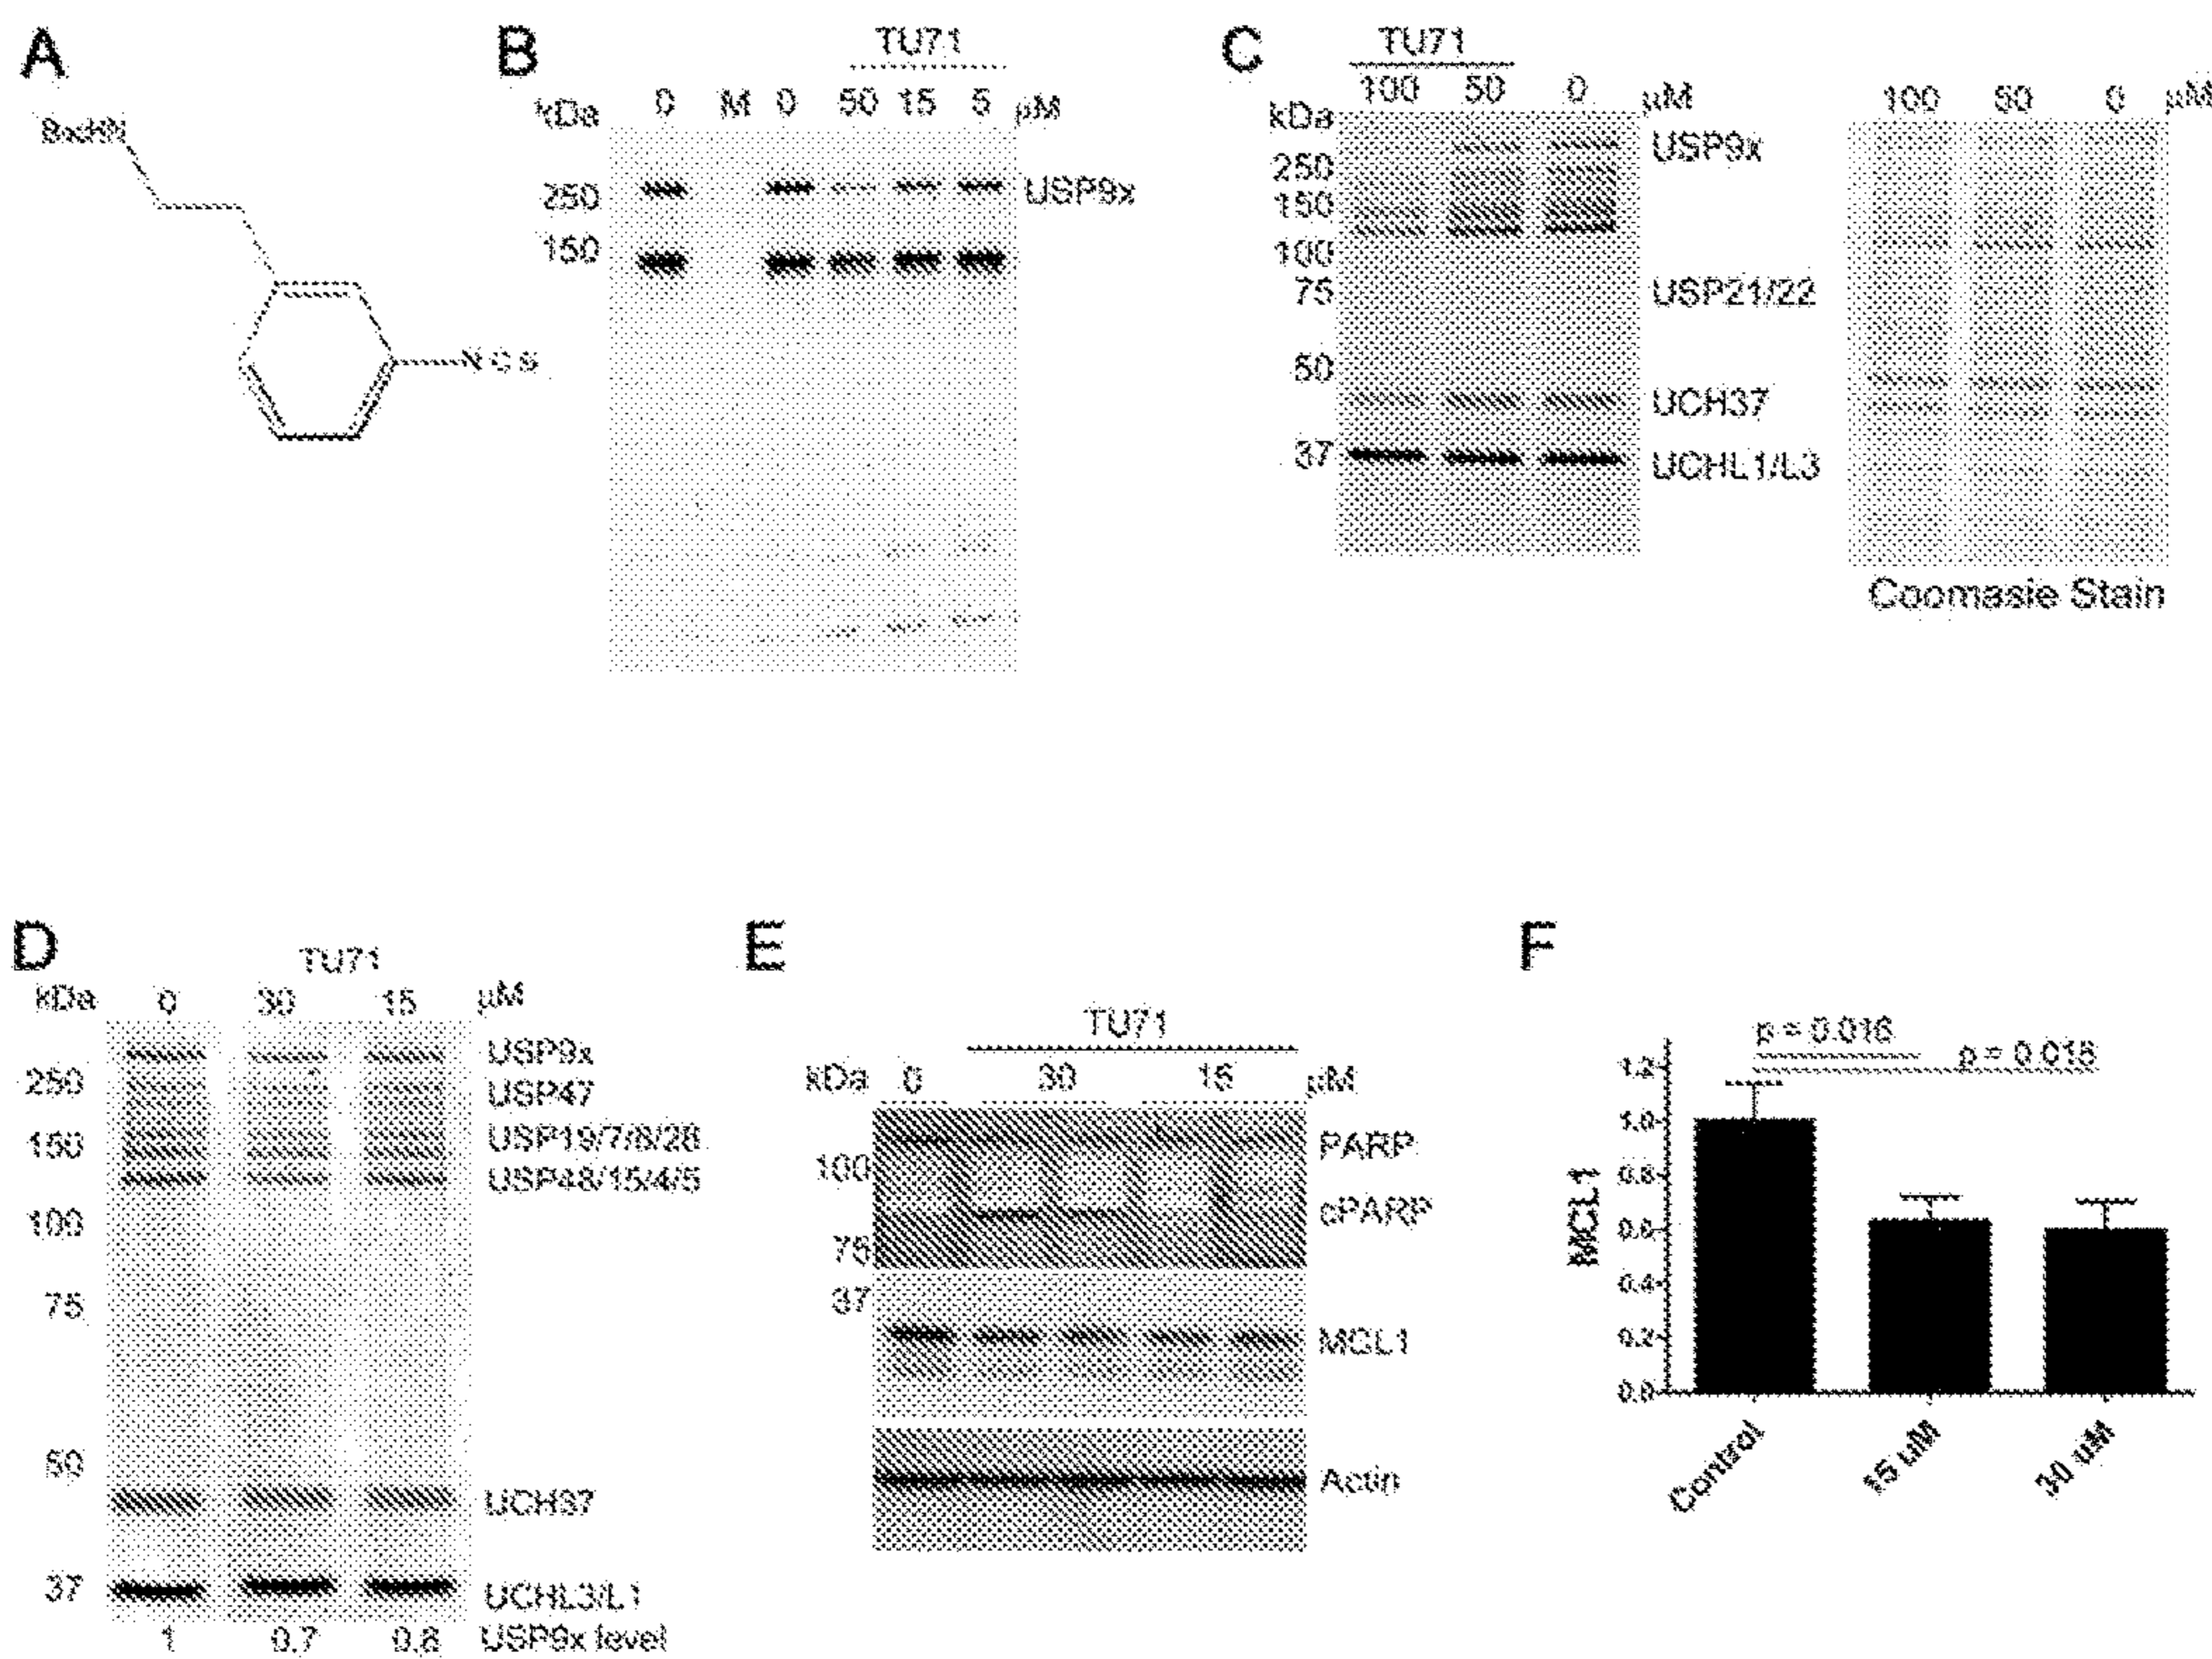 A
BocHN
N C S
B
TU71
kDa 0 M 0 50 15 5 µM
250
150
USP9x
C
TU71
100 50 0 µM
kDa
250
150
100
75
50
37
USP9x
USP21/22
UCH37
UCHL1/L3
100 50 0 µM
Coomasie Stain
D
TU71
kDa 0 30 15 µM
250
150
100
75
50
37
USP9x
USP47
USP19/7/8/28
USP48/15/4/5
UCH37
UCHL3/L1
1 0.7 0.8 USP9x level
E
TU71
kDa 0 30 15 µM
100
75
37
PARP
cPARP
MCL1
Actin
F
p = 0.016
p = 0.018
MCL1
1.2
1.0
0.8
0.6
0.4
0.2
0.0
Control
15 uM
30 uM